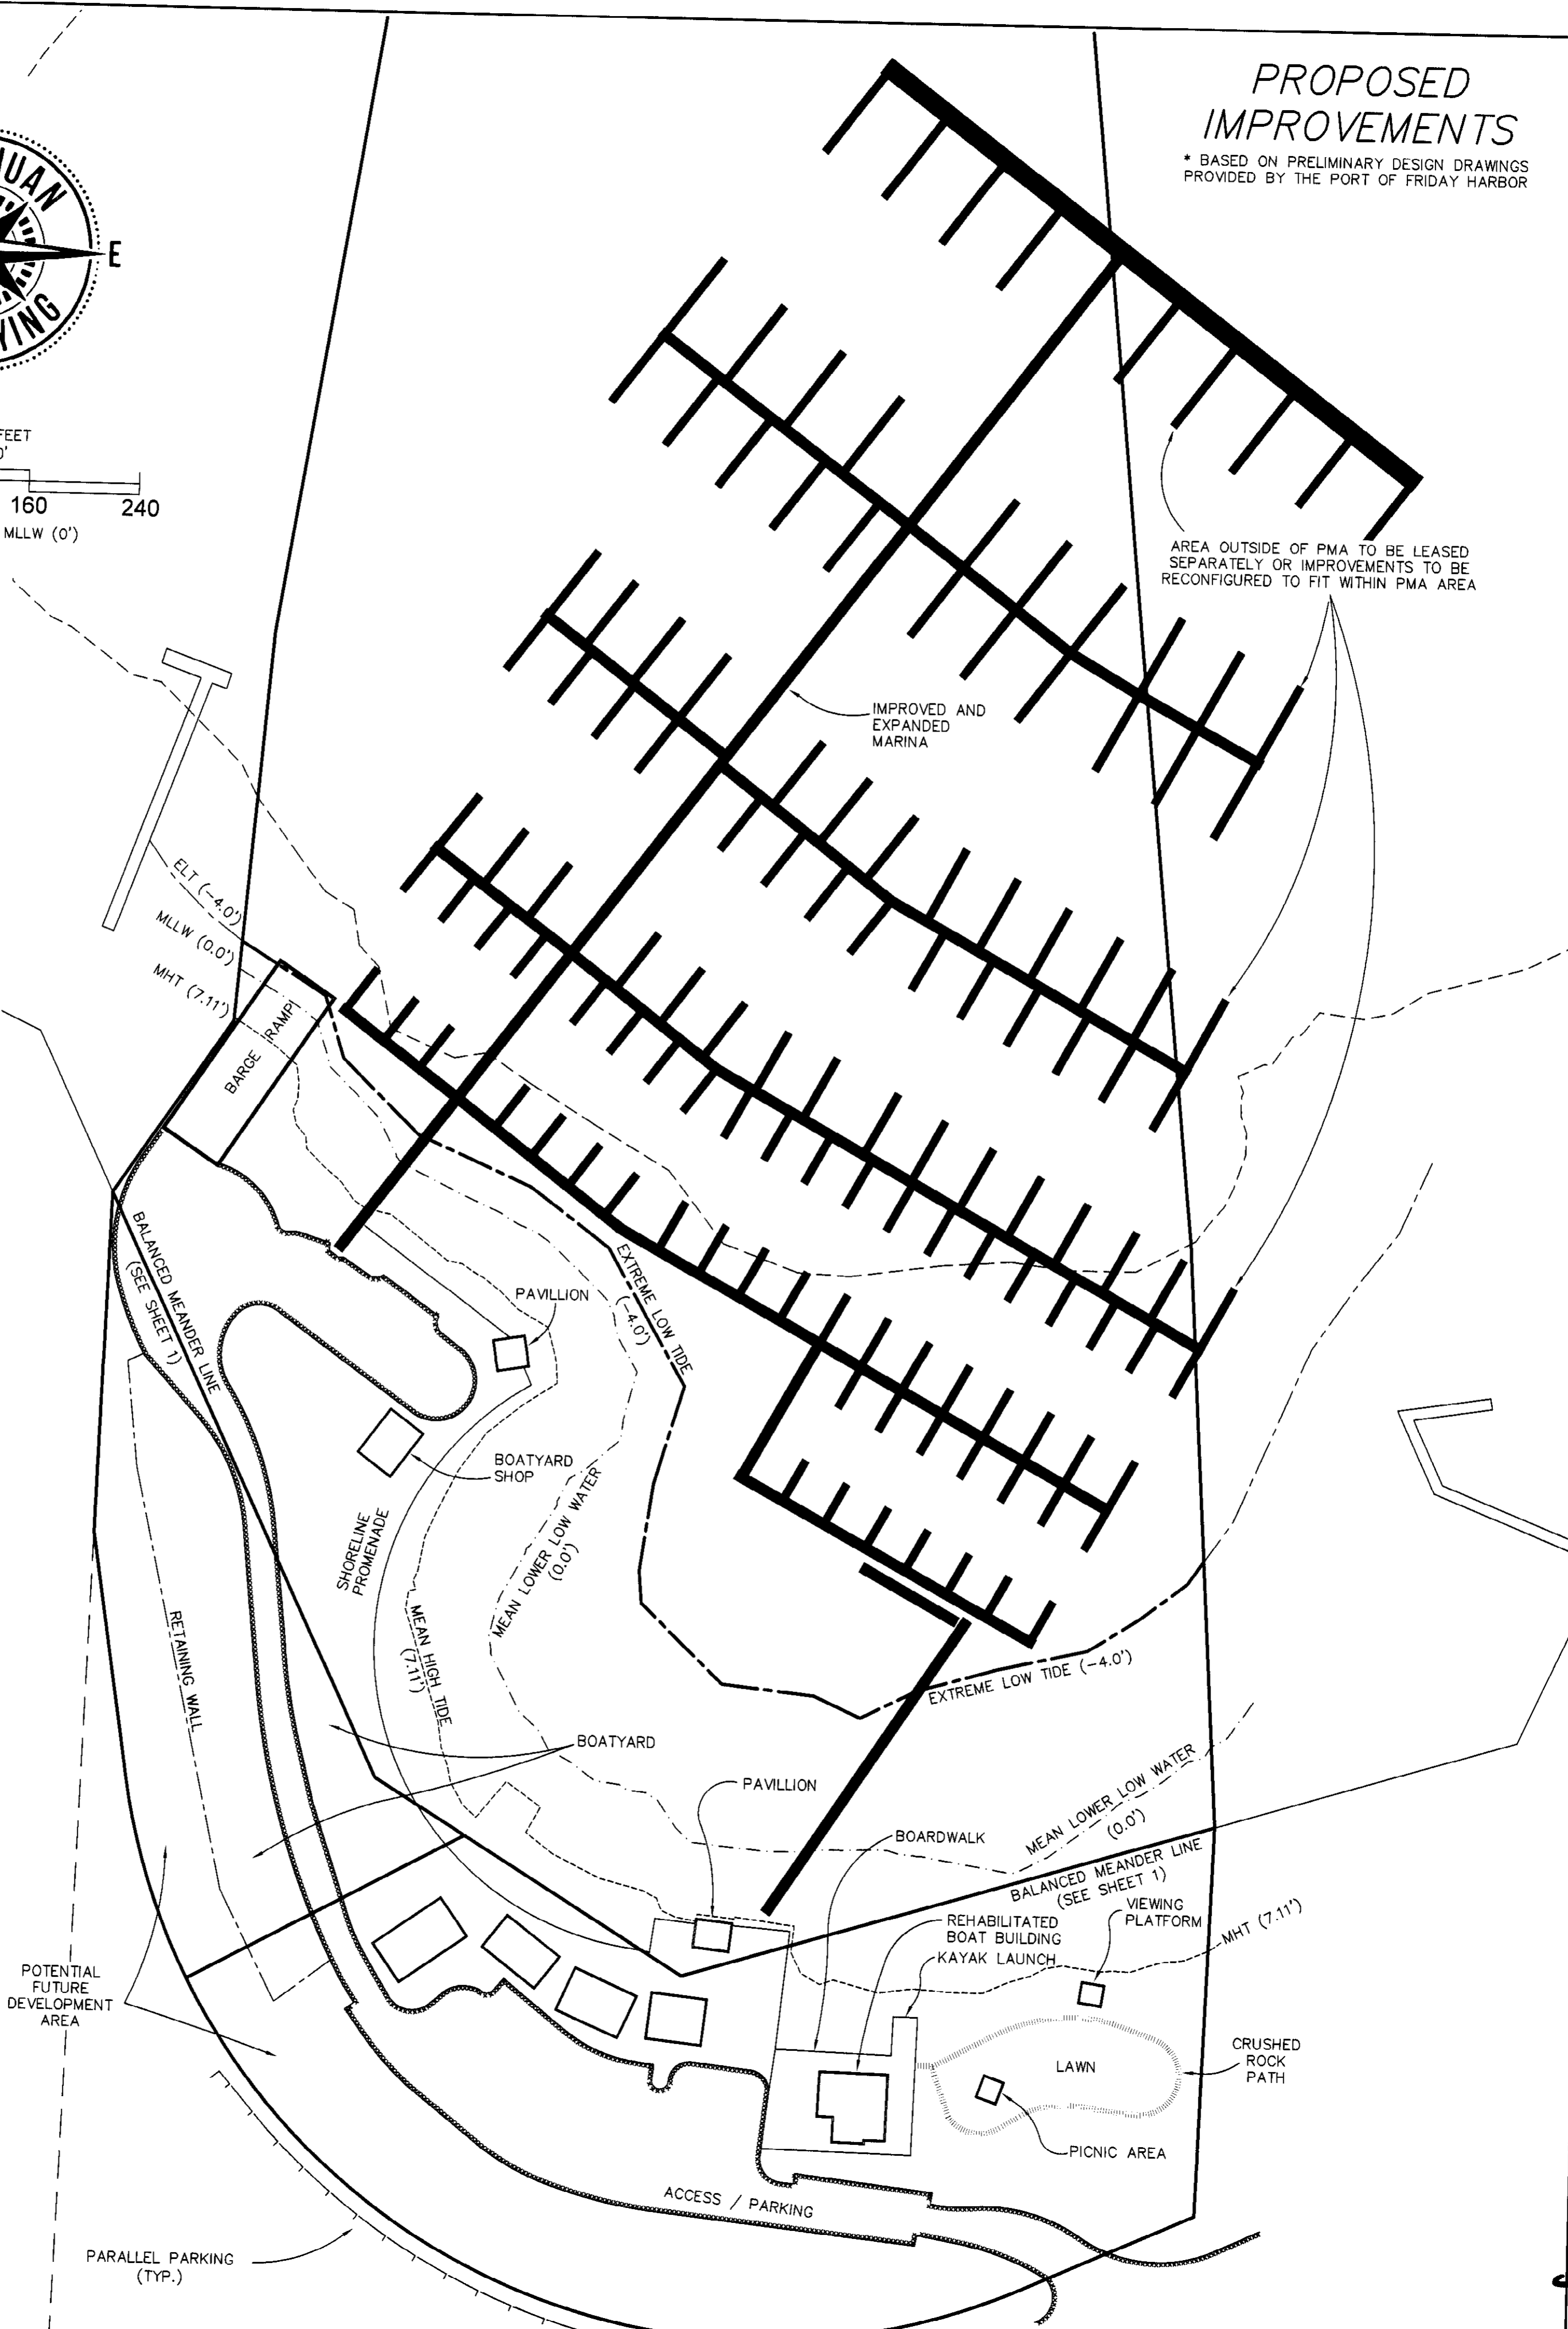 PROPOSED
IMPROVEMENTS
* BASED ON PRELIMINARY DESIGN DRAWINGS
PROVIDED BY THE PORT OF FRIDAY HARBOR
E
FEET
160 240
MLLW (0')
AREA OUTSIDE OF PMA TO BE LEASED
SEPARATELY OR IMPROVEMENTS TO BE
RECONFIGURED TO FIT WITHIN PMA AREA
IMPROVED AND
EXPANDED
MARINA
ELT (-4.0')
MLLW (0.0')
MHT (7.11')
BARGE RAMP
BALANCED MEANDER LINE
(SEE SHEET 1)
PAVILLION
EXTREME LOW TIDE
(-4.0')
BOATYARD
SHOP
SHORELINE
PROMENADE
MEAN LOWER LOW WATER
(0.0')
MEAN HIGH TIDE
(7.11')
RETAINING WALL
EXTREME LOW TIDE (-4.0')
BOATYARD
PAVILLION
BOARDWALK
MEAN LOWER LOW WATER
(0.0')
BALANCED MEANDER LINE
(SEE SHEET 1)
VIEWING
PLATFORM
REHABILITATED
BOAT BUILDING
KAYAK LAUNCH
MHT (7.11')
POTENTIAL
FUTURE
DEVELOPMENT
AREA
LAWN
CRUSHED
ROCK
PATH
PICNIC AREA
ACCESS / PARKING
PARALLEL PARKING
(TYP.)